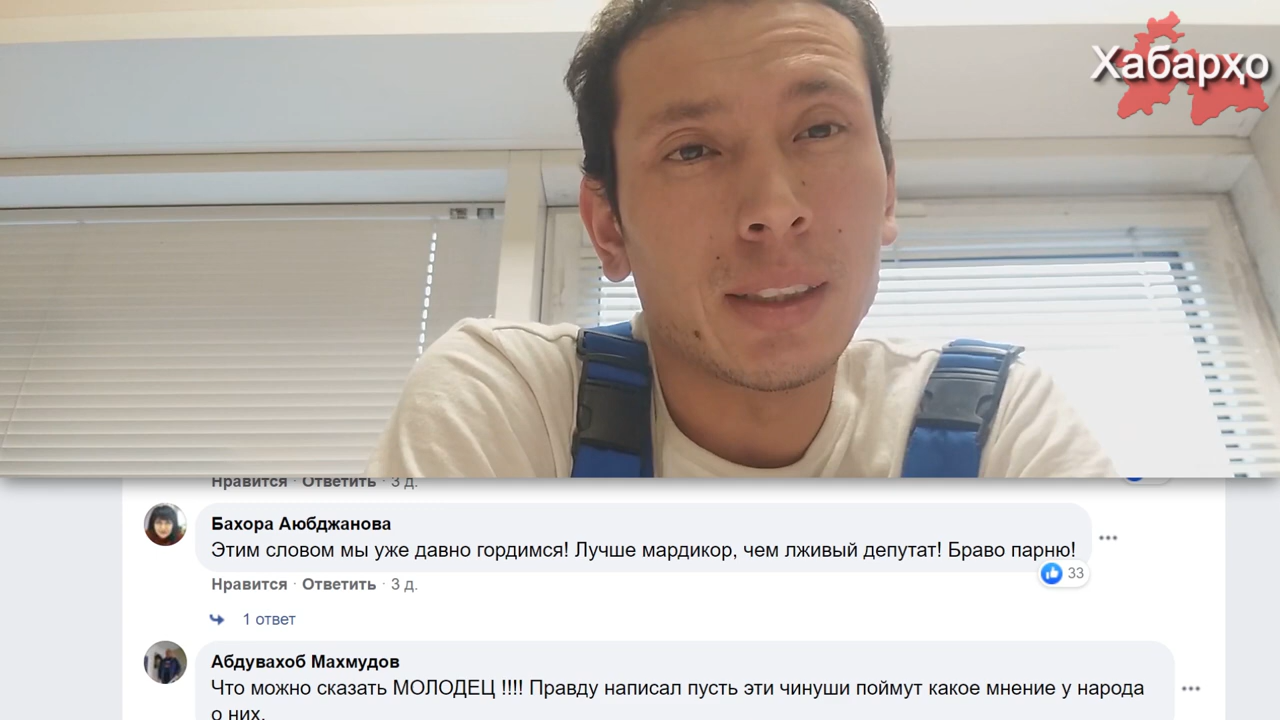 Хабарҳо
Нравится · Ответить · 3 д.
Бахора Аюбджанова
Этим словом мы уже давно гордимся! Лучше мардикор, чем лживый депутат! Браво парню!
33
Нравится · Ответить · 3 д.
1 ответ
Абдувахоб Махмудов
Что можно сказать МОЛОДЕЦ !!!! Правду написал пусть эти чинуши поймут какое мнение у народа
о них.